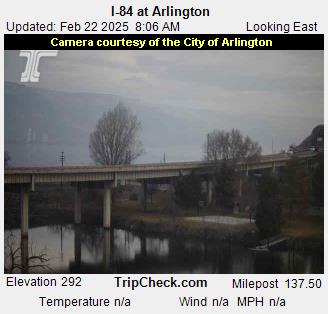 I-84 at Arlington
Updated: Feb 22 2025 8:06 AM Looking East
Camera courtesy of the City of Arlington
Elevation 292 TripCheck.com Milepost 137.50
Temperature n/a Wind n/a MPH n/a